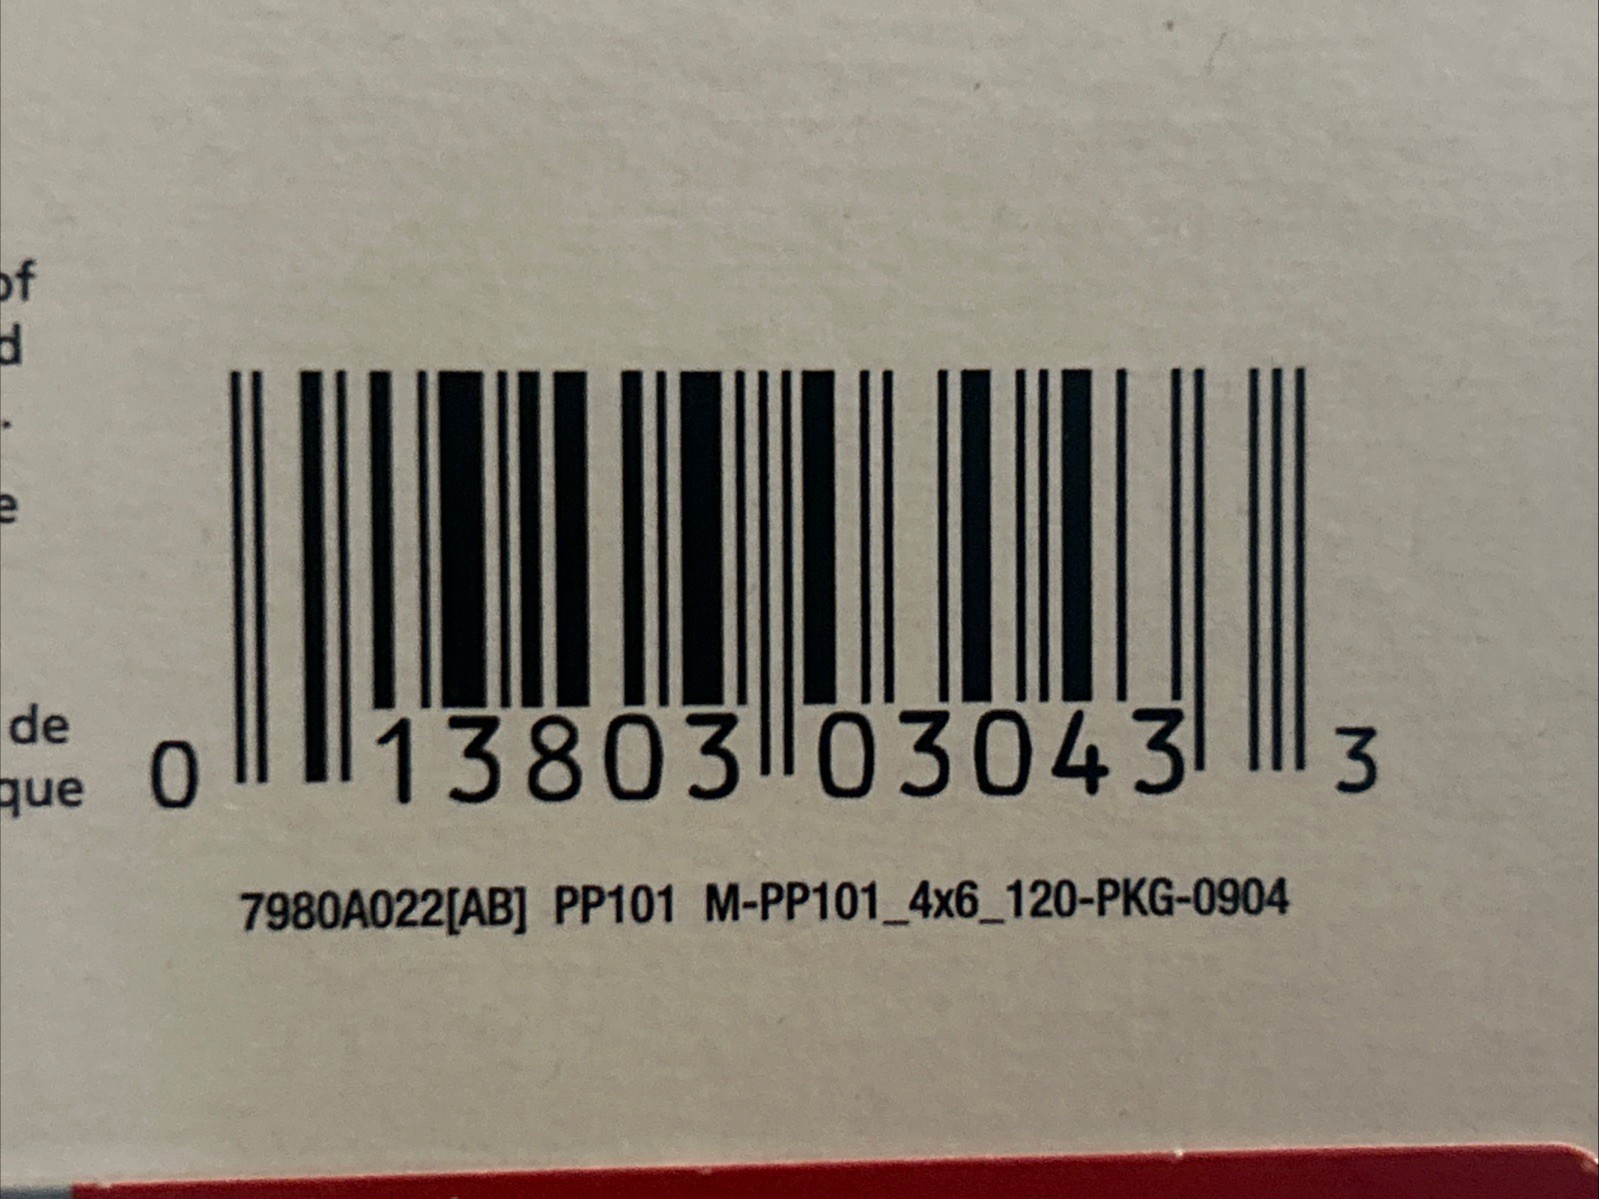 of
d
.
e
de
que
0 13803 03043 3
7980A022[AB] PP101 M-PP101_4x6_120-PKG-0904